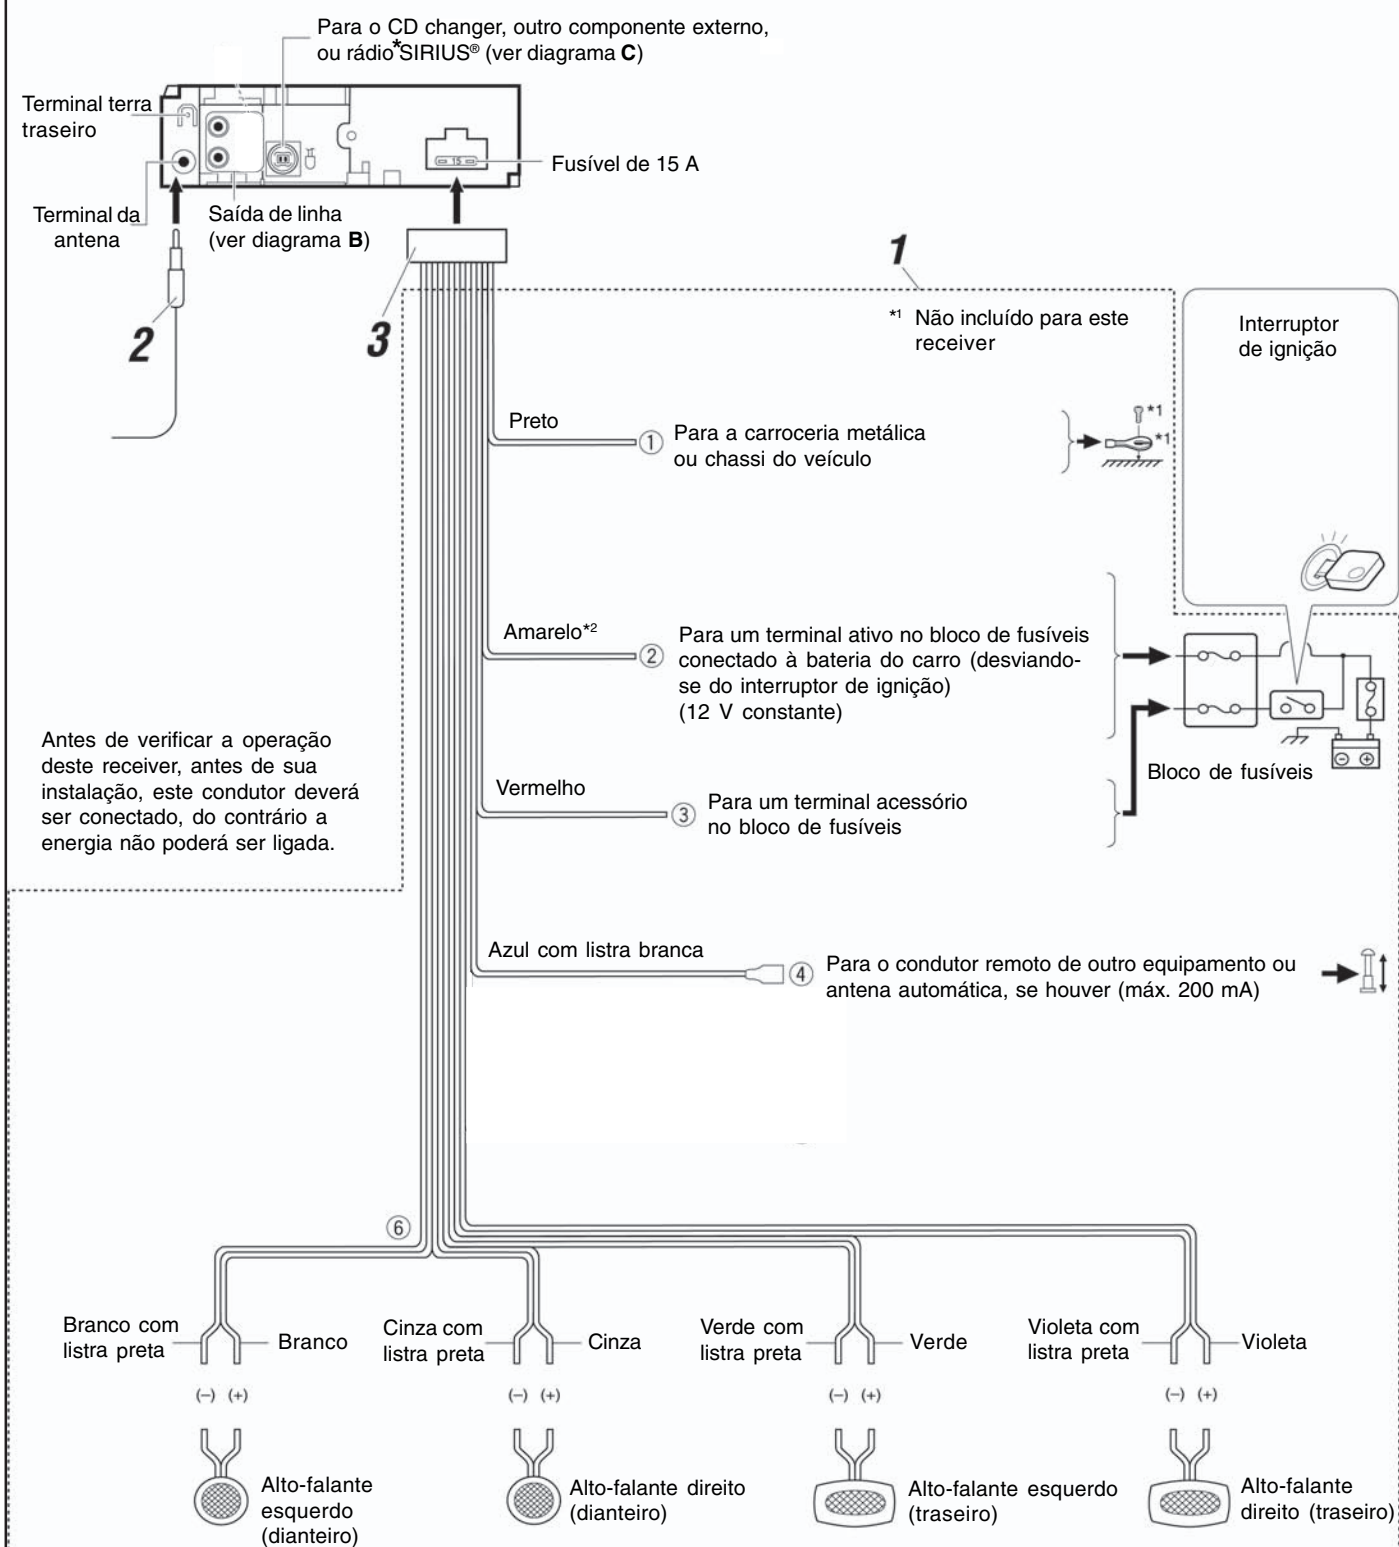 Para o CD changer, outro componente externo,
ou rádio*SIRIUS® (ver diagrama C)
Terminal terra
traseiro
15
Fusível de 15 A
Terminal da
antena
Saída de linha
(ver diagrama B)
1
2
3
*1 Não incluído para este
receiver
Interruptor
de ignição
Preto
① Para a carroceria metálica
ou chassi do veículo
*1
*1
Amarelo*2
② Para um terminal ativo no bloco de fusíveis
conectado à bateria do carro (desviando-
se do interruptor de ignição)
(12 V constante)
Bloco de fusíveis
Antes de verificar a operação
deste receiver, antes de sua
instalação, este condutor deverá
ser conectado, do contrário a
energia não poderá ser ligada.
Vermelho
③ Para um terminal acessório
no bloco de fusíveis
Azul com listra branca
④ Para o condutor remoto de outro equipamento ou
antena automática, se houver (máx. 200 mA)
⑥
Branco com
listra preta
Branco
Cinza com
listra preta
Cinza
Verde com
listra preta
Verde
Violeta com
listra preta
Violeta
(−) (+)
(−) (+)
(−) (+)
(−) (+)
Alto-falante
esquerdo
(dianteiro)
Alto-falante direito
(dianteiro)
Alto-falante esquerdo
(traseiro)
Alto-falante
direito (traseiro)